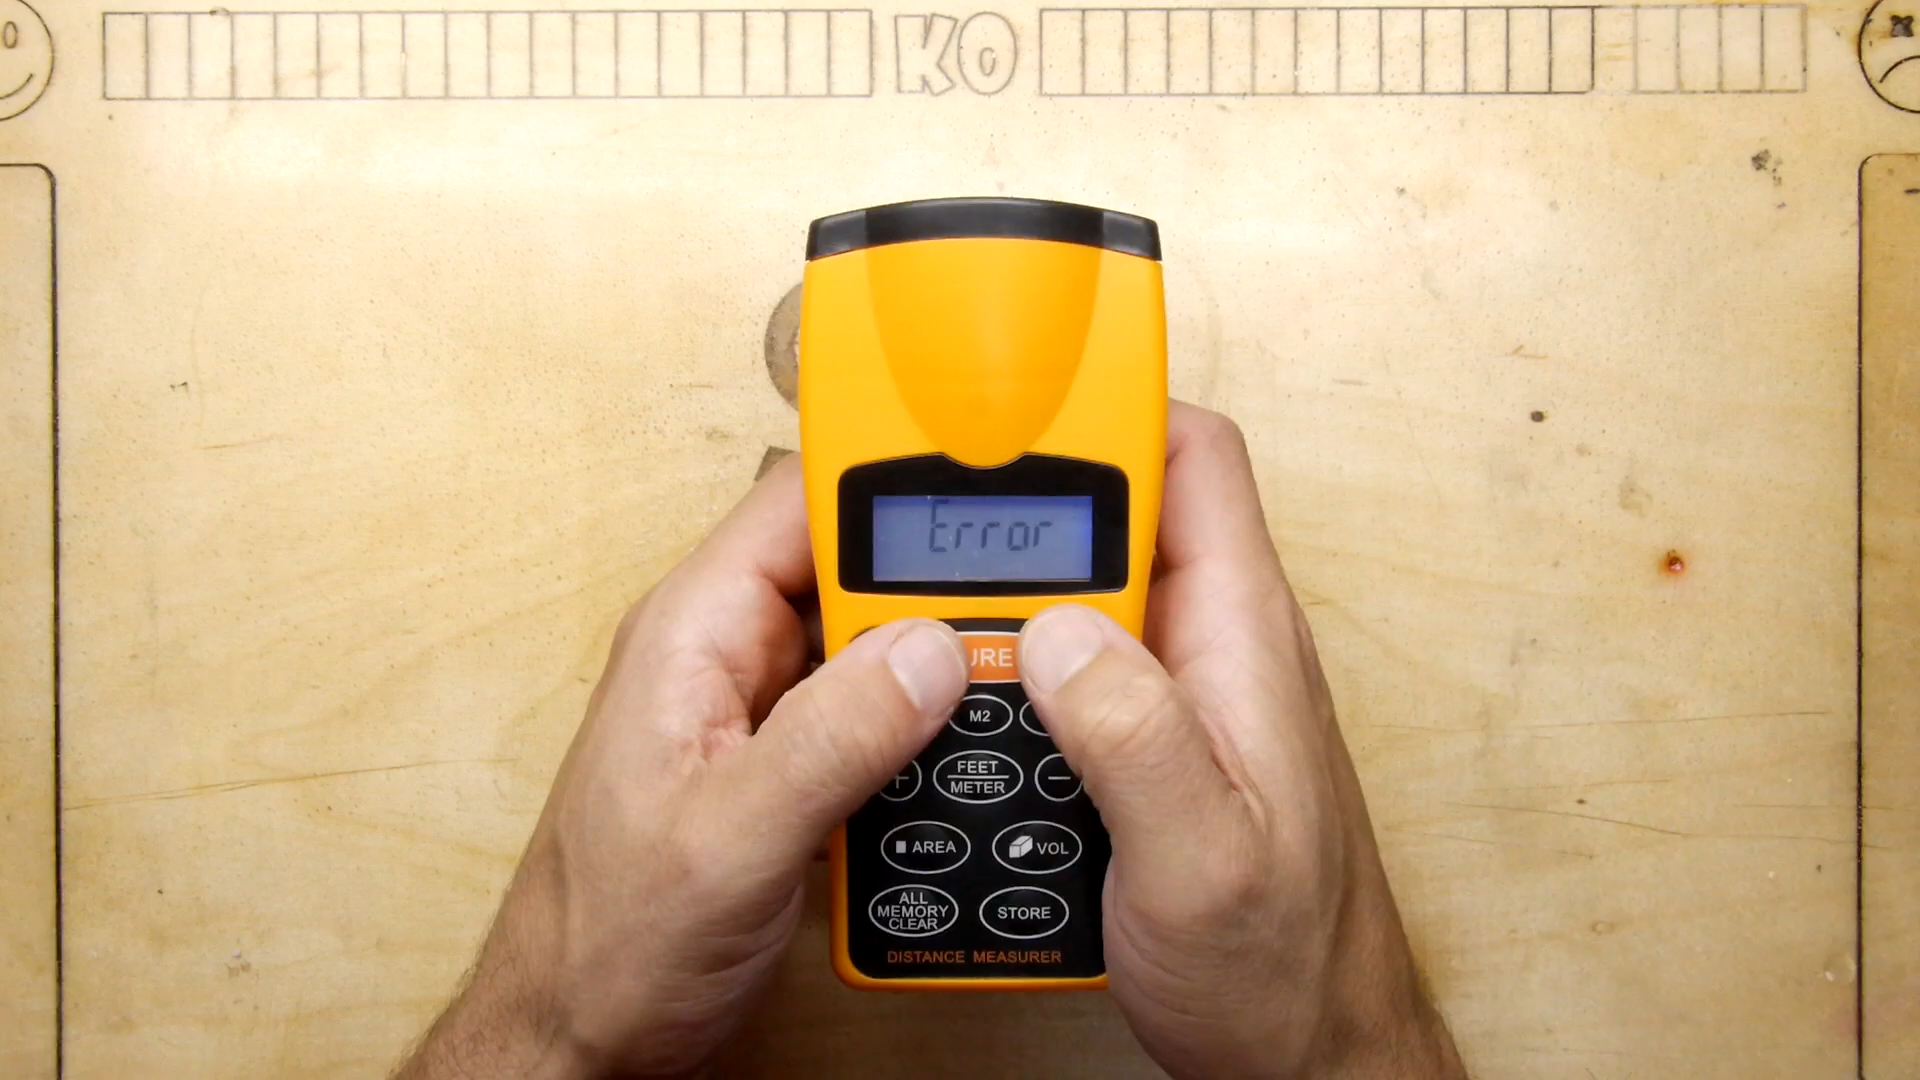 KO
Error
URE
M2
+
FEET
METER
−
AREA
VOL
ALL
MEMORY
CLEAR
STORE
DISTANCE MEASURER